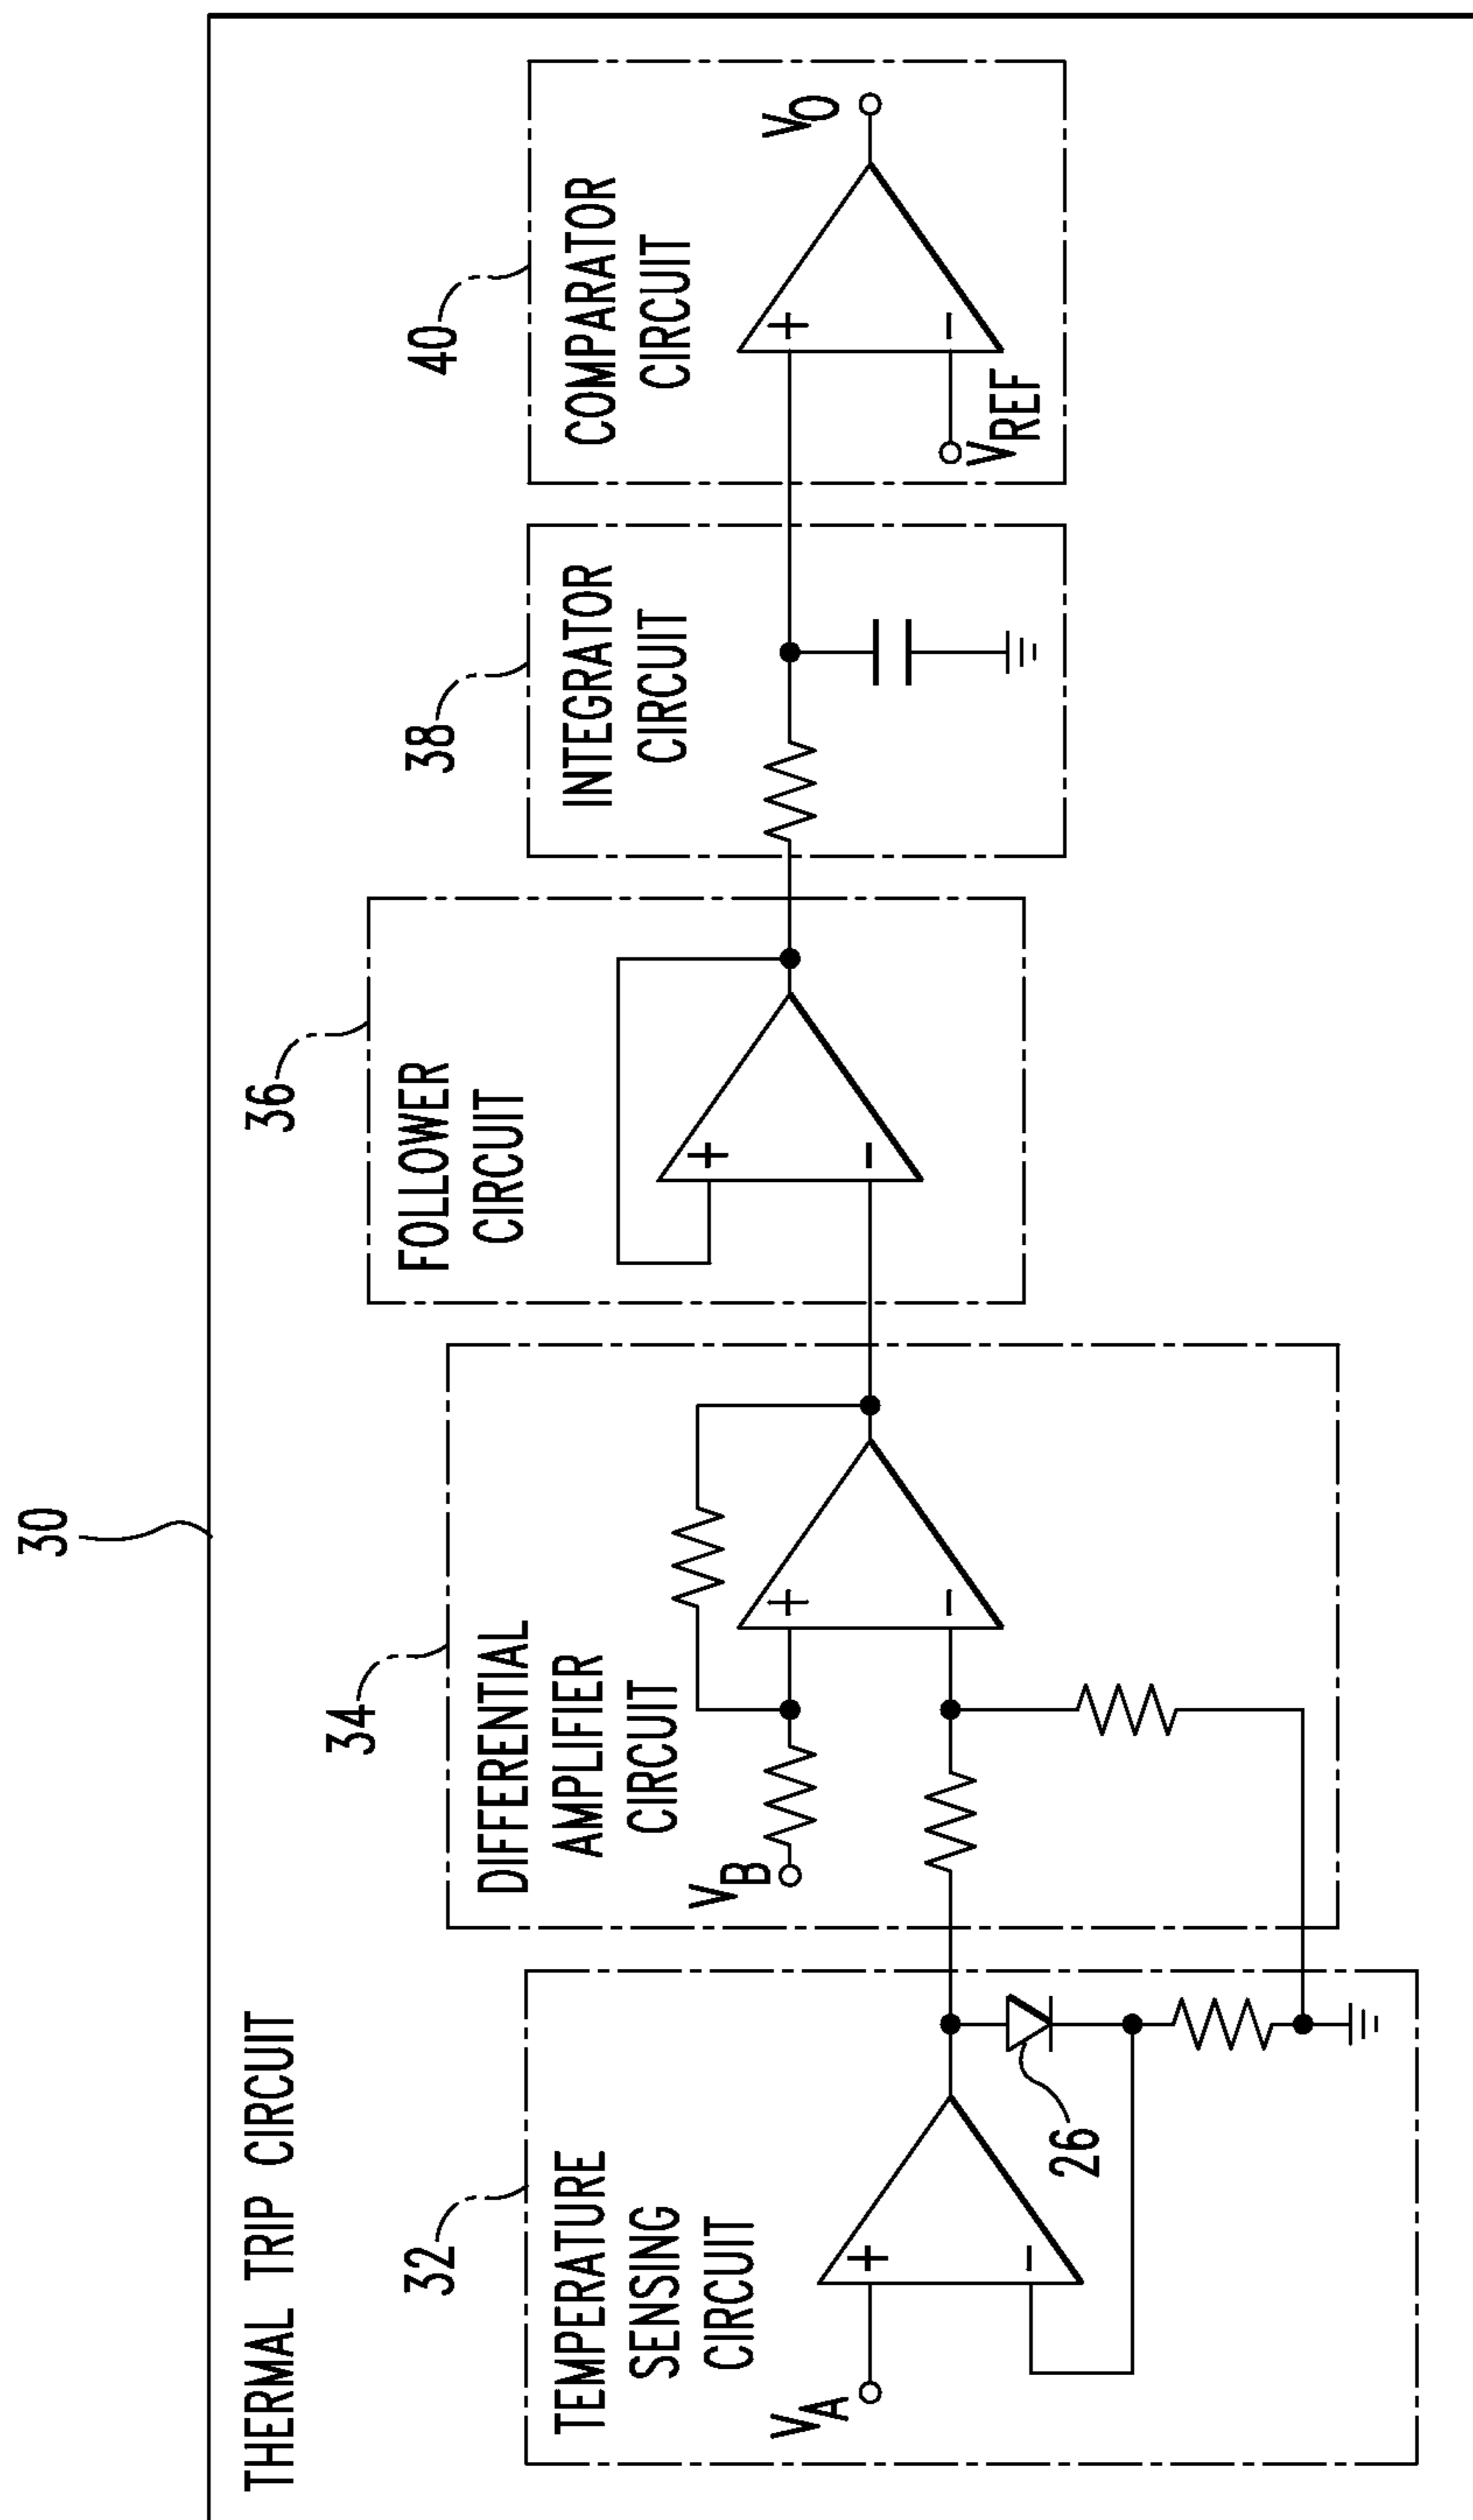 30
THERMAL TRIP CIRCUIT
32
TEMPERATURE
SENSING
CIRCUIT
VA
+
−
26
34
DIFFERENTIAL
AMPLIFIER
CIRCUIT
VB
+
−
36
FOLLOWER
CIRCUIT
+
−
38
INTEGRATOR
CIRCUIT
40
COMPARATOR
CIRCUIT
+
−
VREF
VO